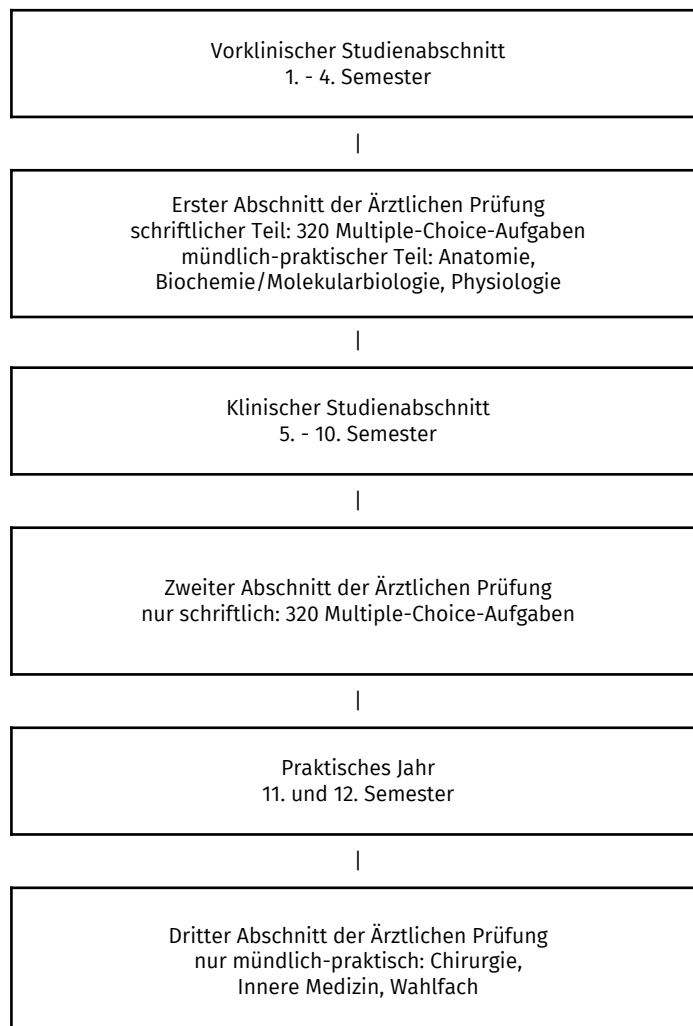 Vorklinischer Studienabschnitt
1. - 4. Semester
Erster Abschnitt der Ärztlichen Prüfung
schriftlicher Teil: 320 Multiple-Choice-Aufgaben
mündlich-praktischer Teil: Anatomie,
Biochemie/Molekularbiologie, Physiologie
Klinischer Studienabschnitt
5. - 10. Semester
Zweiter Abschnitt der Ärztlichen Prüfung
nur schriftlich: 320 Multiple-Choice-Aufgaben
Praktisches Jahr
11. und 12. Semester
Dritter Abschnitt der Ärztlichen Prüfung
nur mündlich-praktisch: Chirurgie,
Innere Medizin, Wahlfach